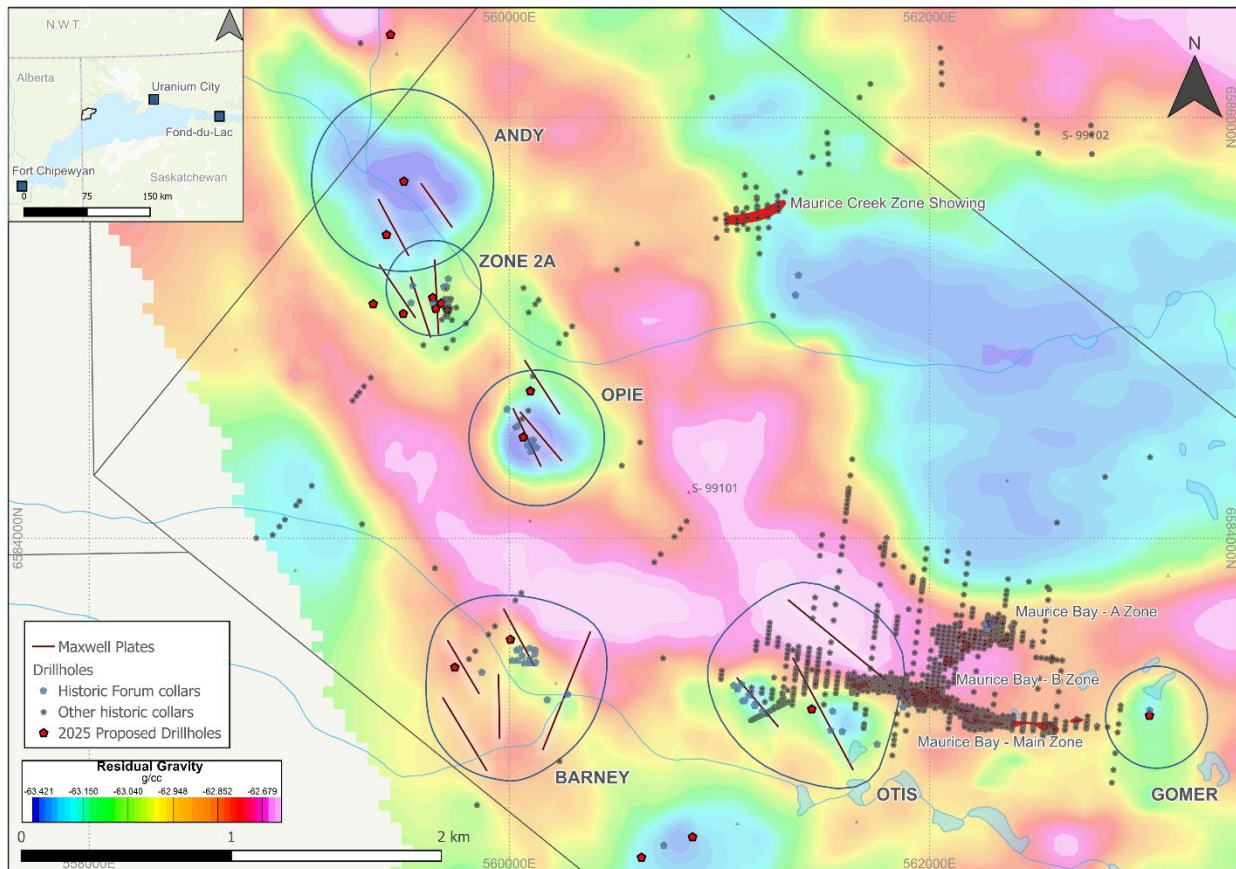 N.W.T.
Alberta
Uranium City
Fond-du-Lac
Fort Chipewyan
Saskatchewan
0 75 150 km
560000E
562000E
N
6586000N
6586000N
S- 99102
ANDY
Maurice Creek Zone Showing
ZONE 2A
OPIE
S- 99101
6584000N
6584000N
Maurice Bay - A Zone
Maurice Bay - B Zone
Maurice Bay - Main Zone
BARNEY
OTIS
GOMER
Maxwell Plates
Drillholes
Historic Forum collars
Other historic collars
2025 Proposed Drillholes
Residual Gravity
g/cc
-63.421 -63.150 -63.040 -62.948 -62.852 -62.679
0 1 2 km
558000E
560000E
562000E